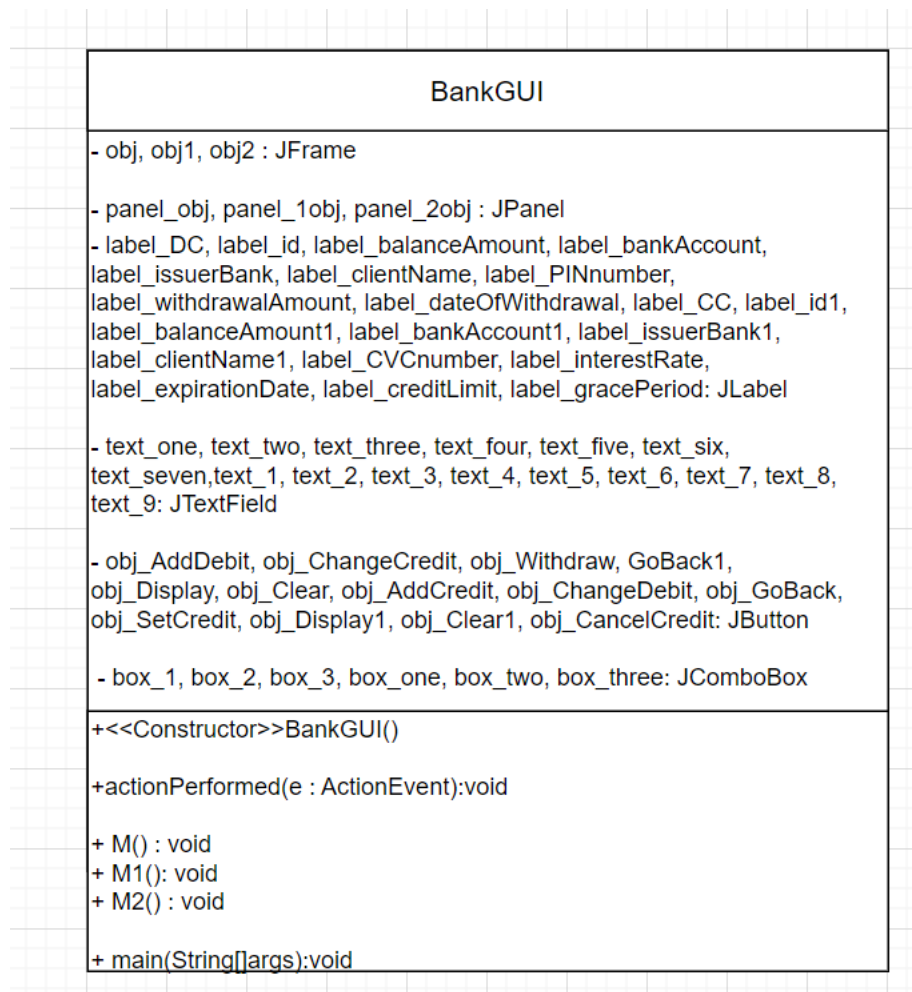 BankGUI
- obj, obj1, obj2 : JFrame
- panel_obj, panel_1obj, panel_2obj : JPanel
- label_DC, label_id, label_balanceAmount, label_bankAccount,
label_issuerBank, label_clientName, label_PINnumber,
label_withdrawalAmount, label_dateOfWithdrawal, label_CC, label_id1,
label_balanceAmount1, label_bankAccount1, label_issuerBank1,
label_clientName1, label_CVCnumber, label_interestRate,
label_expirationDate, label_creditLimit, label_gracePeriod: JLabel
- text_one, text_two, text_three, text_four, text_five, text_six,
text_seven,text_1, text_2, text_3, text_4, text_5, text_6, text_7, text_8,
text_9: JTextField
- obj_AddDebit, obj_ChangeCredit, obj_Withdraw, GoBack1,
obj_Display, obj_Clear, obj_AddCredit, obj_ChangeDebit, obj_GoBack,
obj_SetCredit, obj_Display1, obj_Clear1, obj_CancelCredit: JButton
- box_1, box_2, box_3, box_one, box_two, box_three: JComboBox
+<<Constructor>>BankGUI()
+actionPerformed(e : ActionEvent):void
+ M() : void
+ M1(): void
+ M2() : void
+ main(String[]args):void